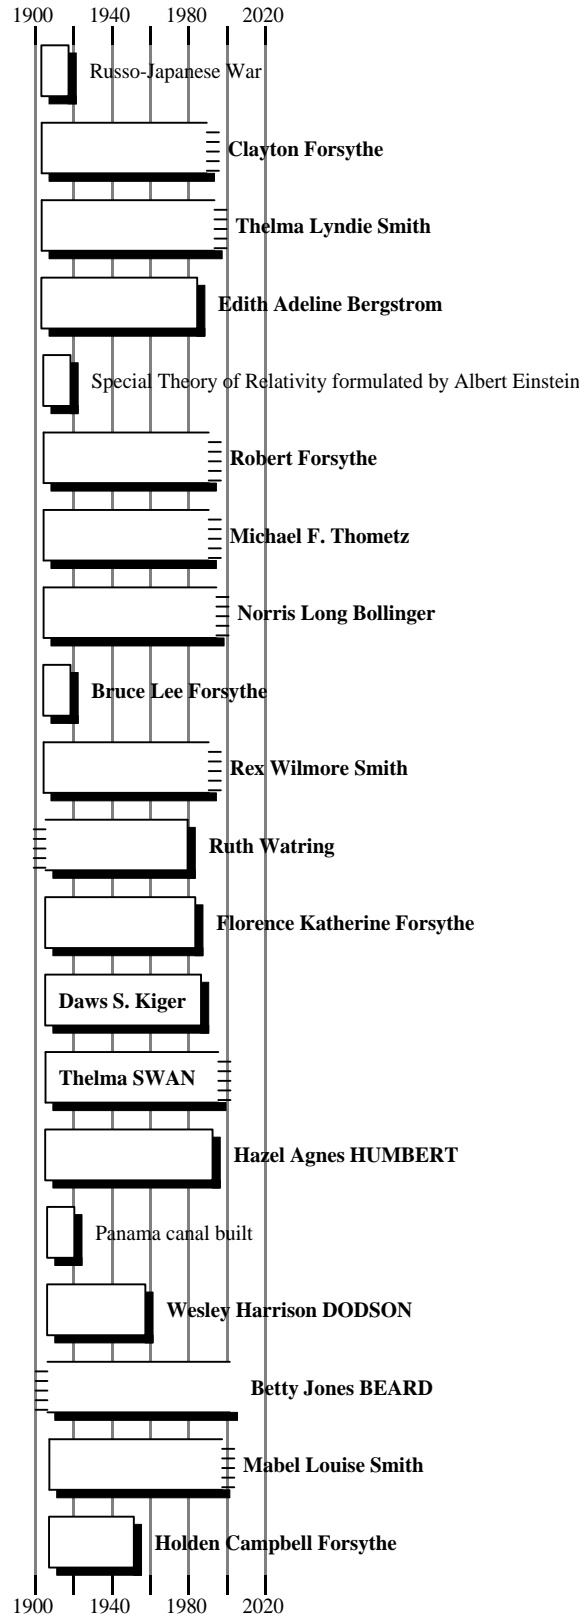 1900 1940 1980 2020
Russo-Japanese War
Clayton Forsythe
Thelma Lyndie Smith
Edith Adeline Bergstrom
Special Theory of Relativity formulated by Albert Einstein
Robert Forsythe
Michael F. Thometz
Norris Long Bollinger
Bruce Lee Forsythe
Rex Wilmore Smith
Ruth Watring
Florence Katherine Forsythe
Daws S. Kiger
Thelma SWAN
Hazel Agnes HUMBERT
Panama canal built
Wesley Harrison DODSON
Betty Jones BEARD
Mabel Louise Smith
Holden Campbell Forsythe
1900 1940 1980 2020